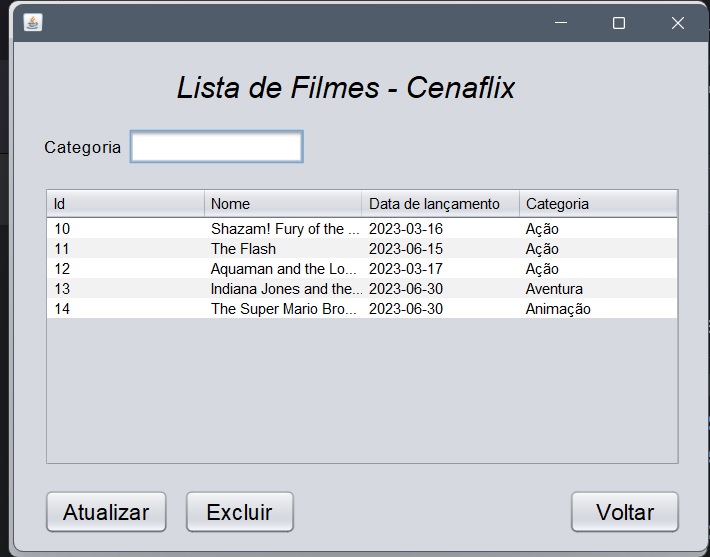 Lista de Filmes - Cenaflix
Categoria
Id Nome Data de lançamento Categoria
10 Shazam! Fury of the ... 2023-03-16 Ação
11 The Flash 2023-06-15 Ação
12 Aquaman and the Lo... 2023-03-17 Ação
13 Indiana Jones and the... 2023-06-30 Aventura
14 The Super Mario Bro... 2023-06-30 Animação
Atualizar Excluir Voltar